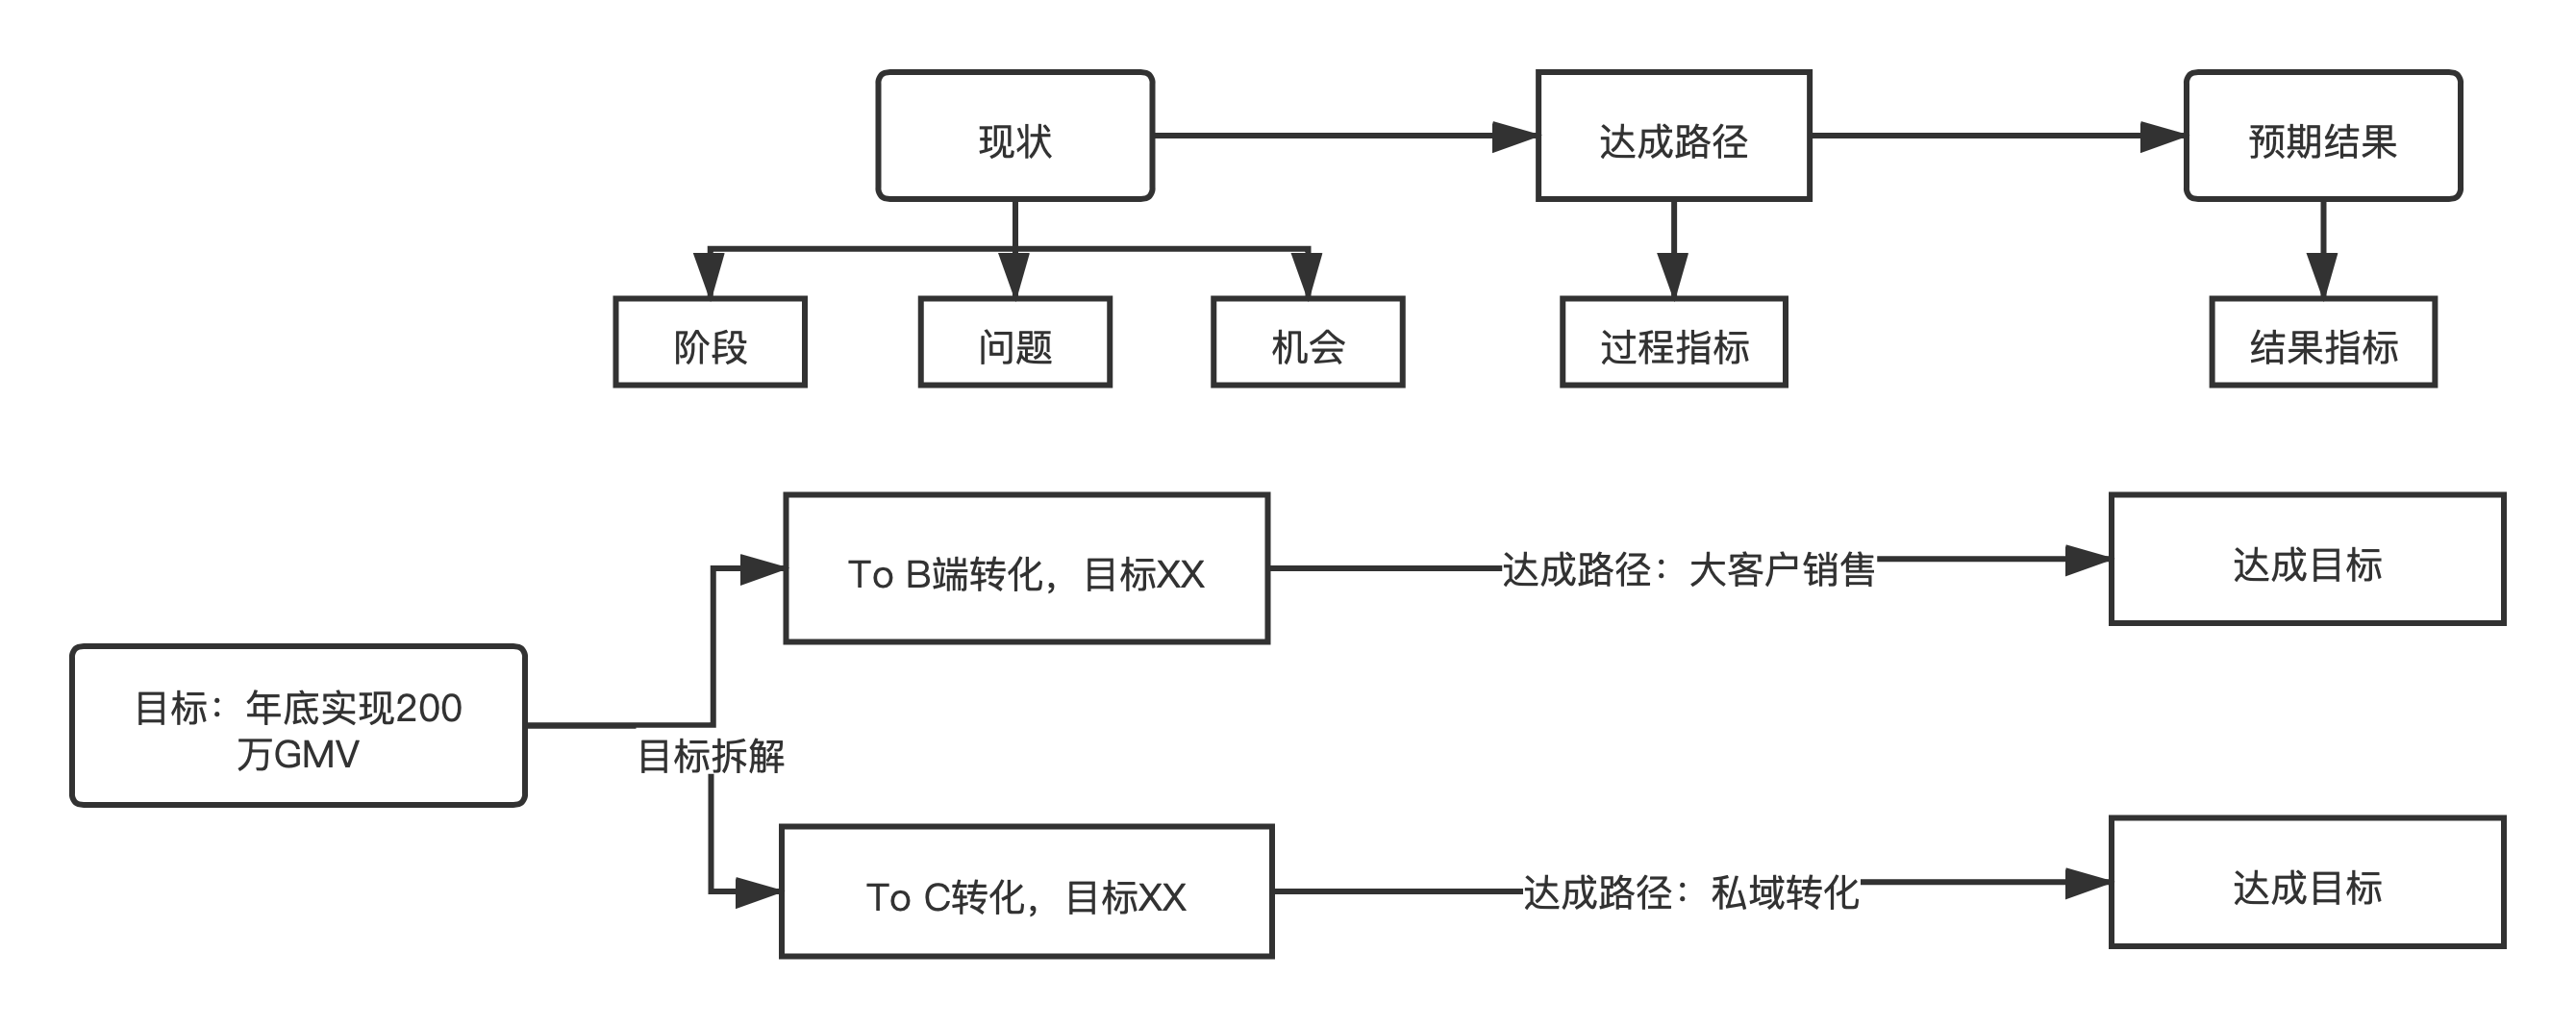 现状
达成路径
预期结果
阶段
问题
机会
过程指标
结果指标
To B端转化，目标XX
达成路径：大客户销售
达成目标
目标：年底实现200
万GMV
目标拆解
To C转化，目标XX
达成路径：私域转化
达成目标